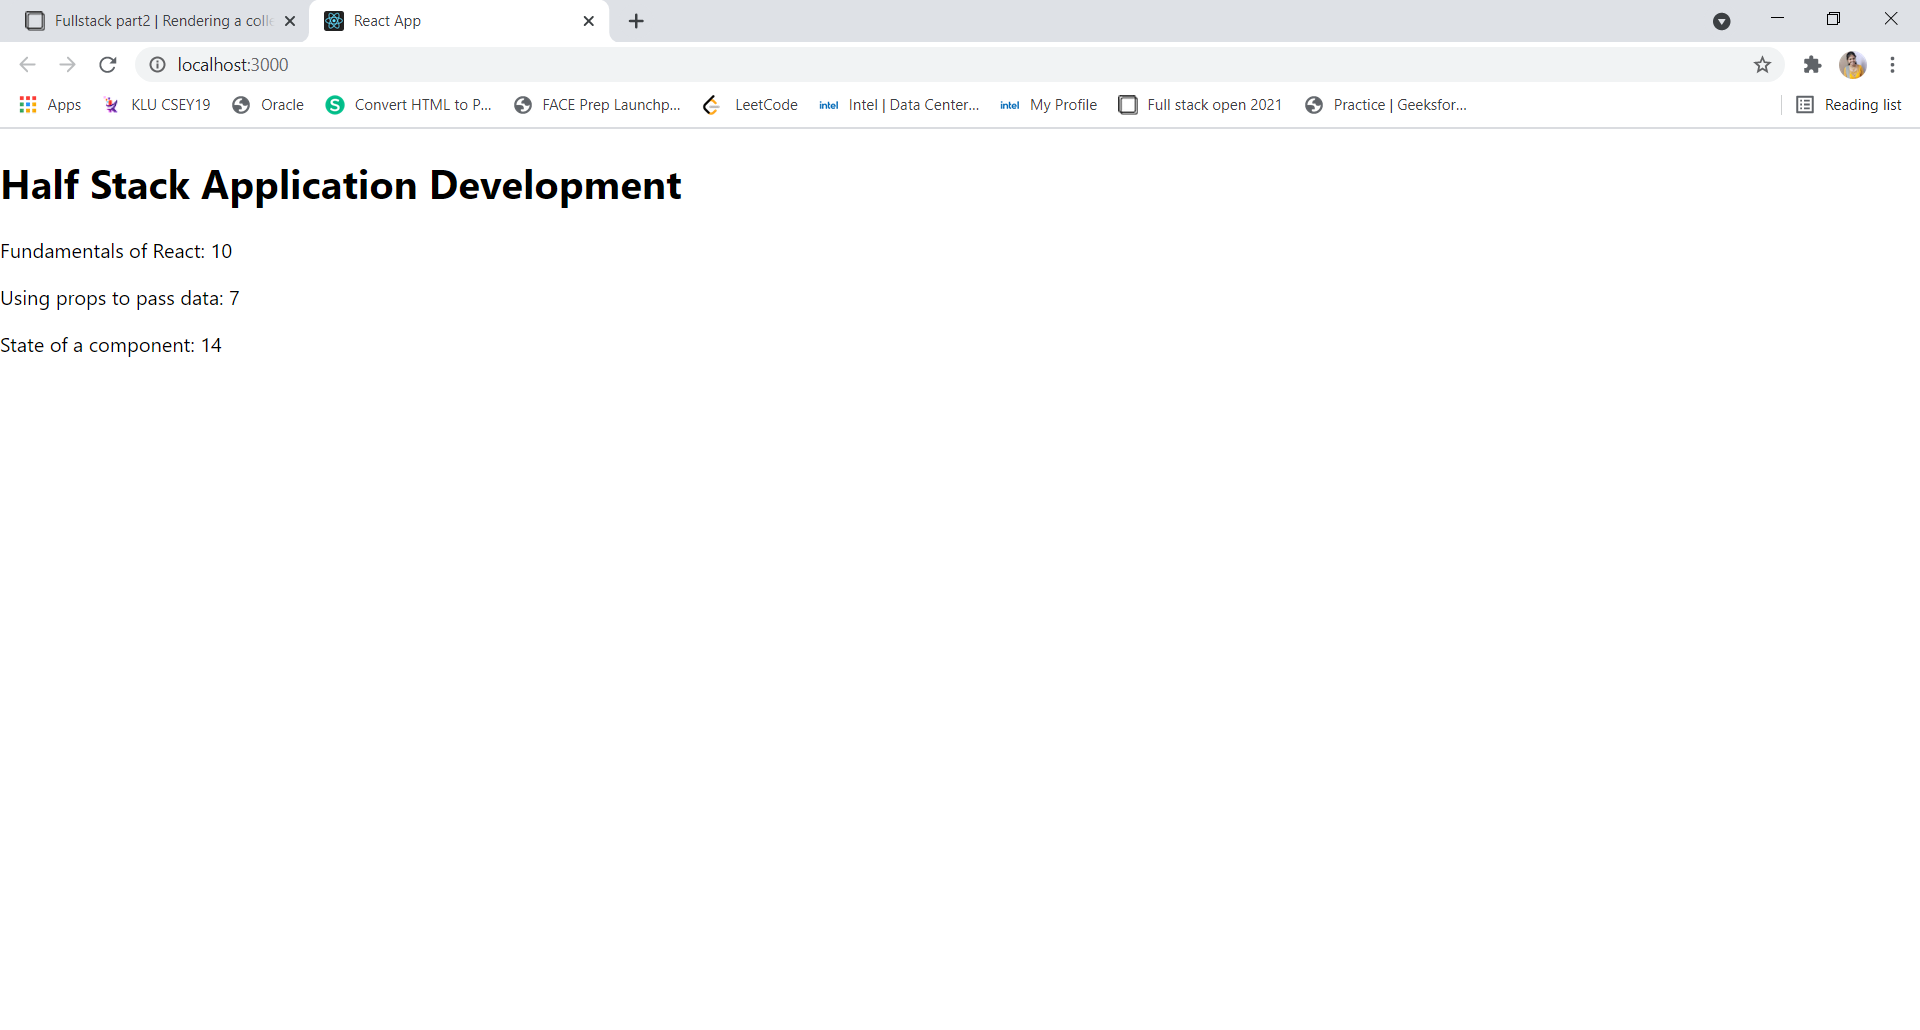 Fullstack part2 | Rendering a colle
React App
localhost:3000
Apps
KLU CSEY19
Oracle
S
Convert HTML to P...
FACE Prep Launchp...
LeetCode
intel
Intel | Data Center...
intel
My Profile
Full stack open 2021
Practice | Geeksfor...
Reading list
Half Stack Application Development
Fundamentals of React: 10
Using props to pass data: 7
State of a component: 14